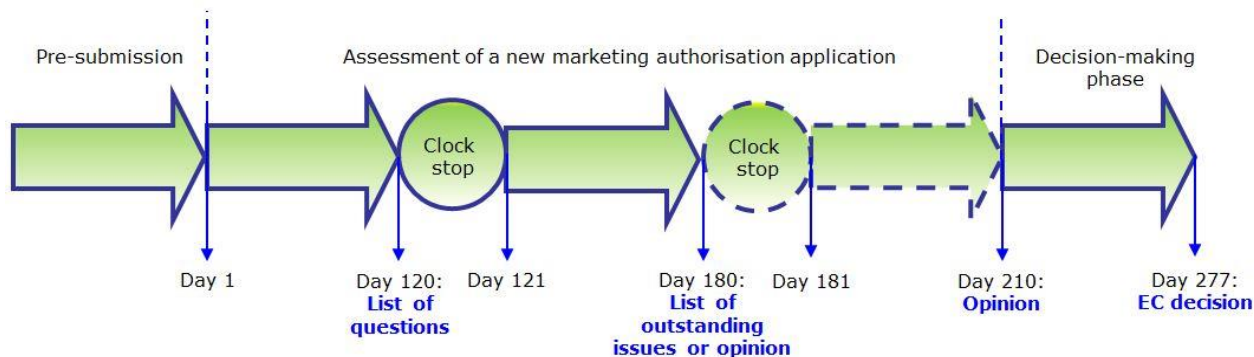 Pre-submission
Assessment of a new marketing authorisation application
Decision-making
phase
Clock
stop
Clock
stop
Day 1
Day 120:
List of
questions
Day 121
Day 180:
List of
outstanding
issues or opinion
Day 181
Day 210:
Opinion
Day 277:
EC decision